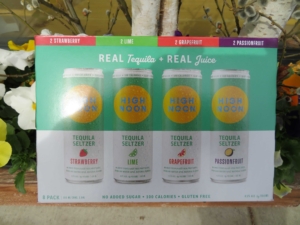 2 STRAWBERRY 2 LIME 2 GRAPEFRUIT 2 PASSIONFRUIT
REAL Tequila + REAL Juice
HIGH NOON HIGH NOON HIGH NOON HIGH NOON
TEQUILA SELTZER TEQUILA SELTZER TEQUILA SELTZER TEQUILA SELTZER
STRAWBERRY LIME GRAPEFRUIT PASSIONFRUIT
8 PACK
NO ADDED SUGAR • 100 CALORIES • GLUTEN FREE